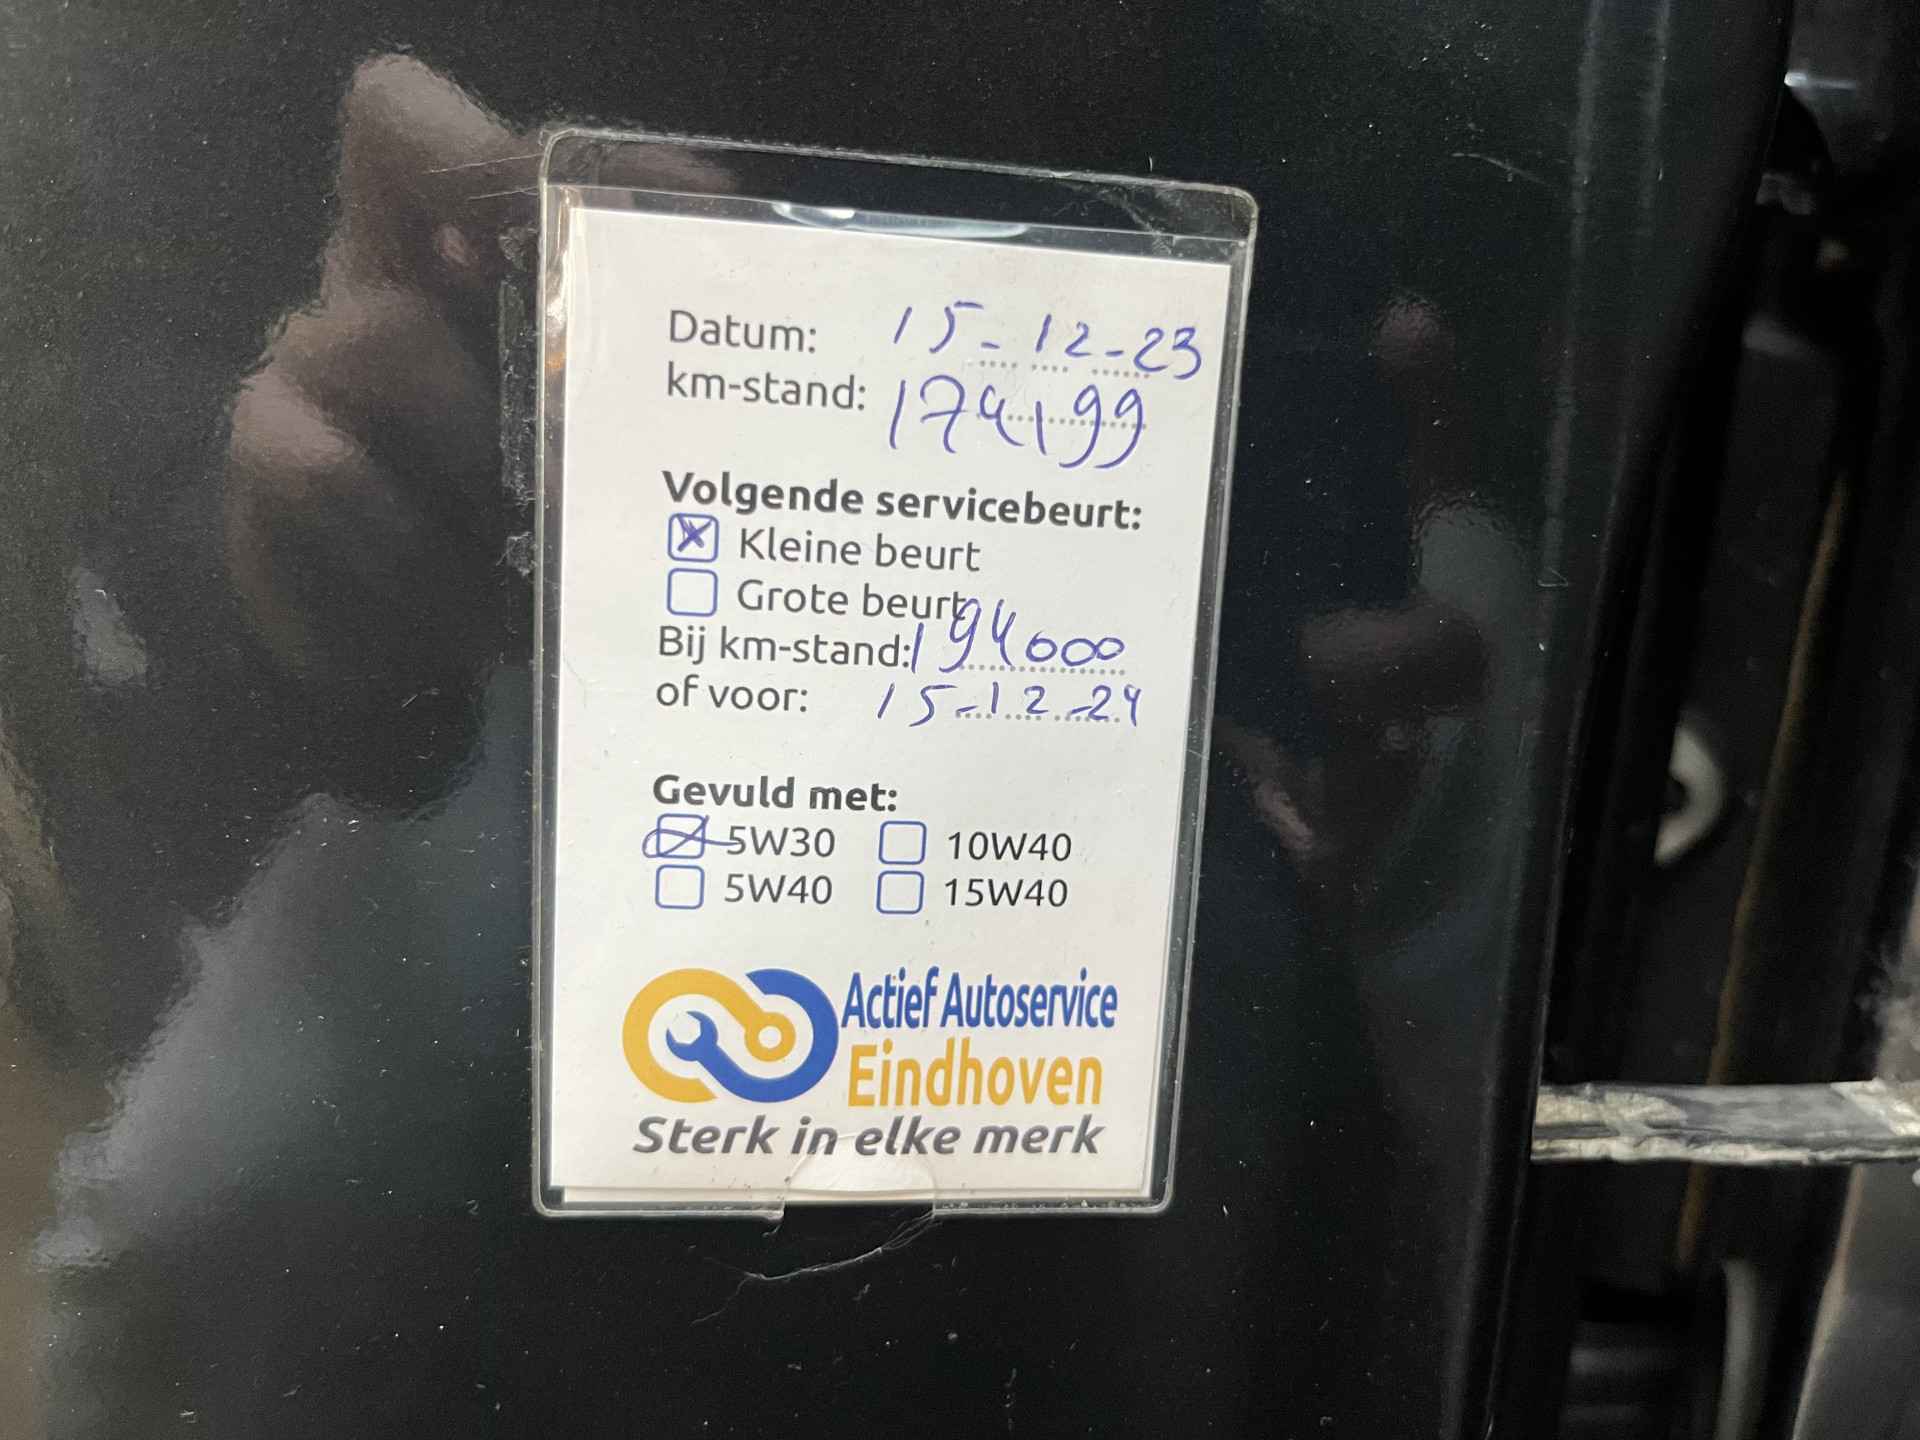 Datum: 15-12-23
km-stand: 174199
Volgende servicebeurt:
Kleine beurt
Grote beurt
Bij km-stand: 194000
of voor: 15-12-24
Gevuld met:
5W30 10W40
5W40 15W40
Actief Autoservice
Eindhoven
Sterk in elke merk